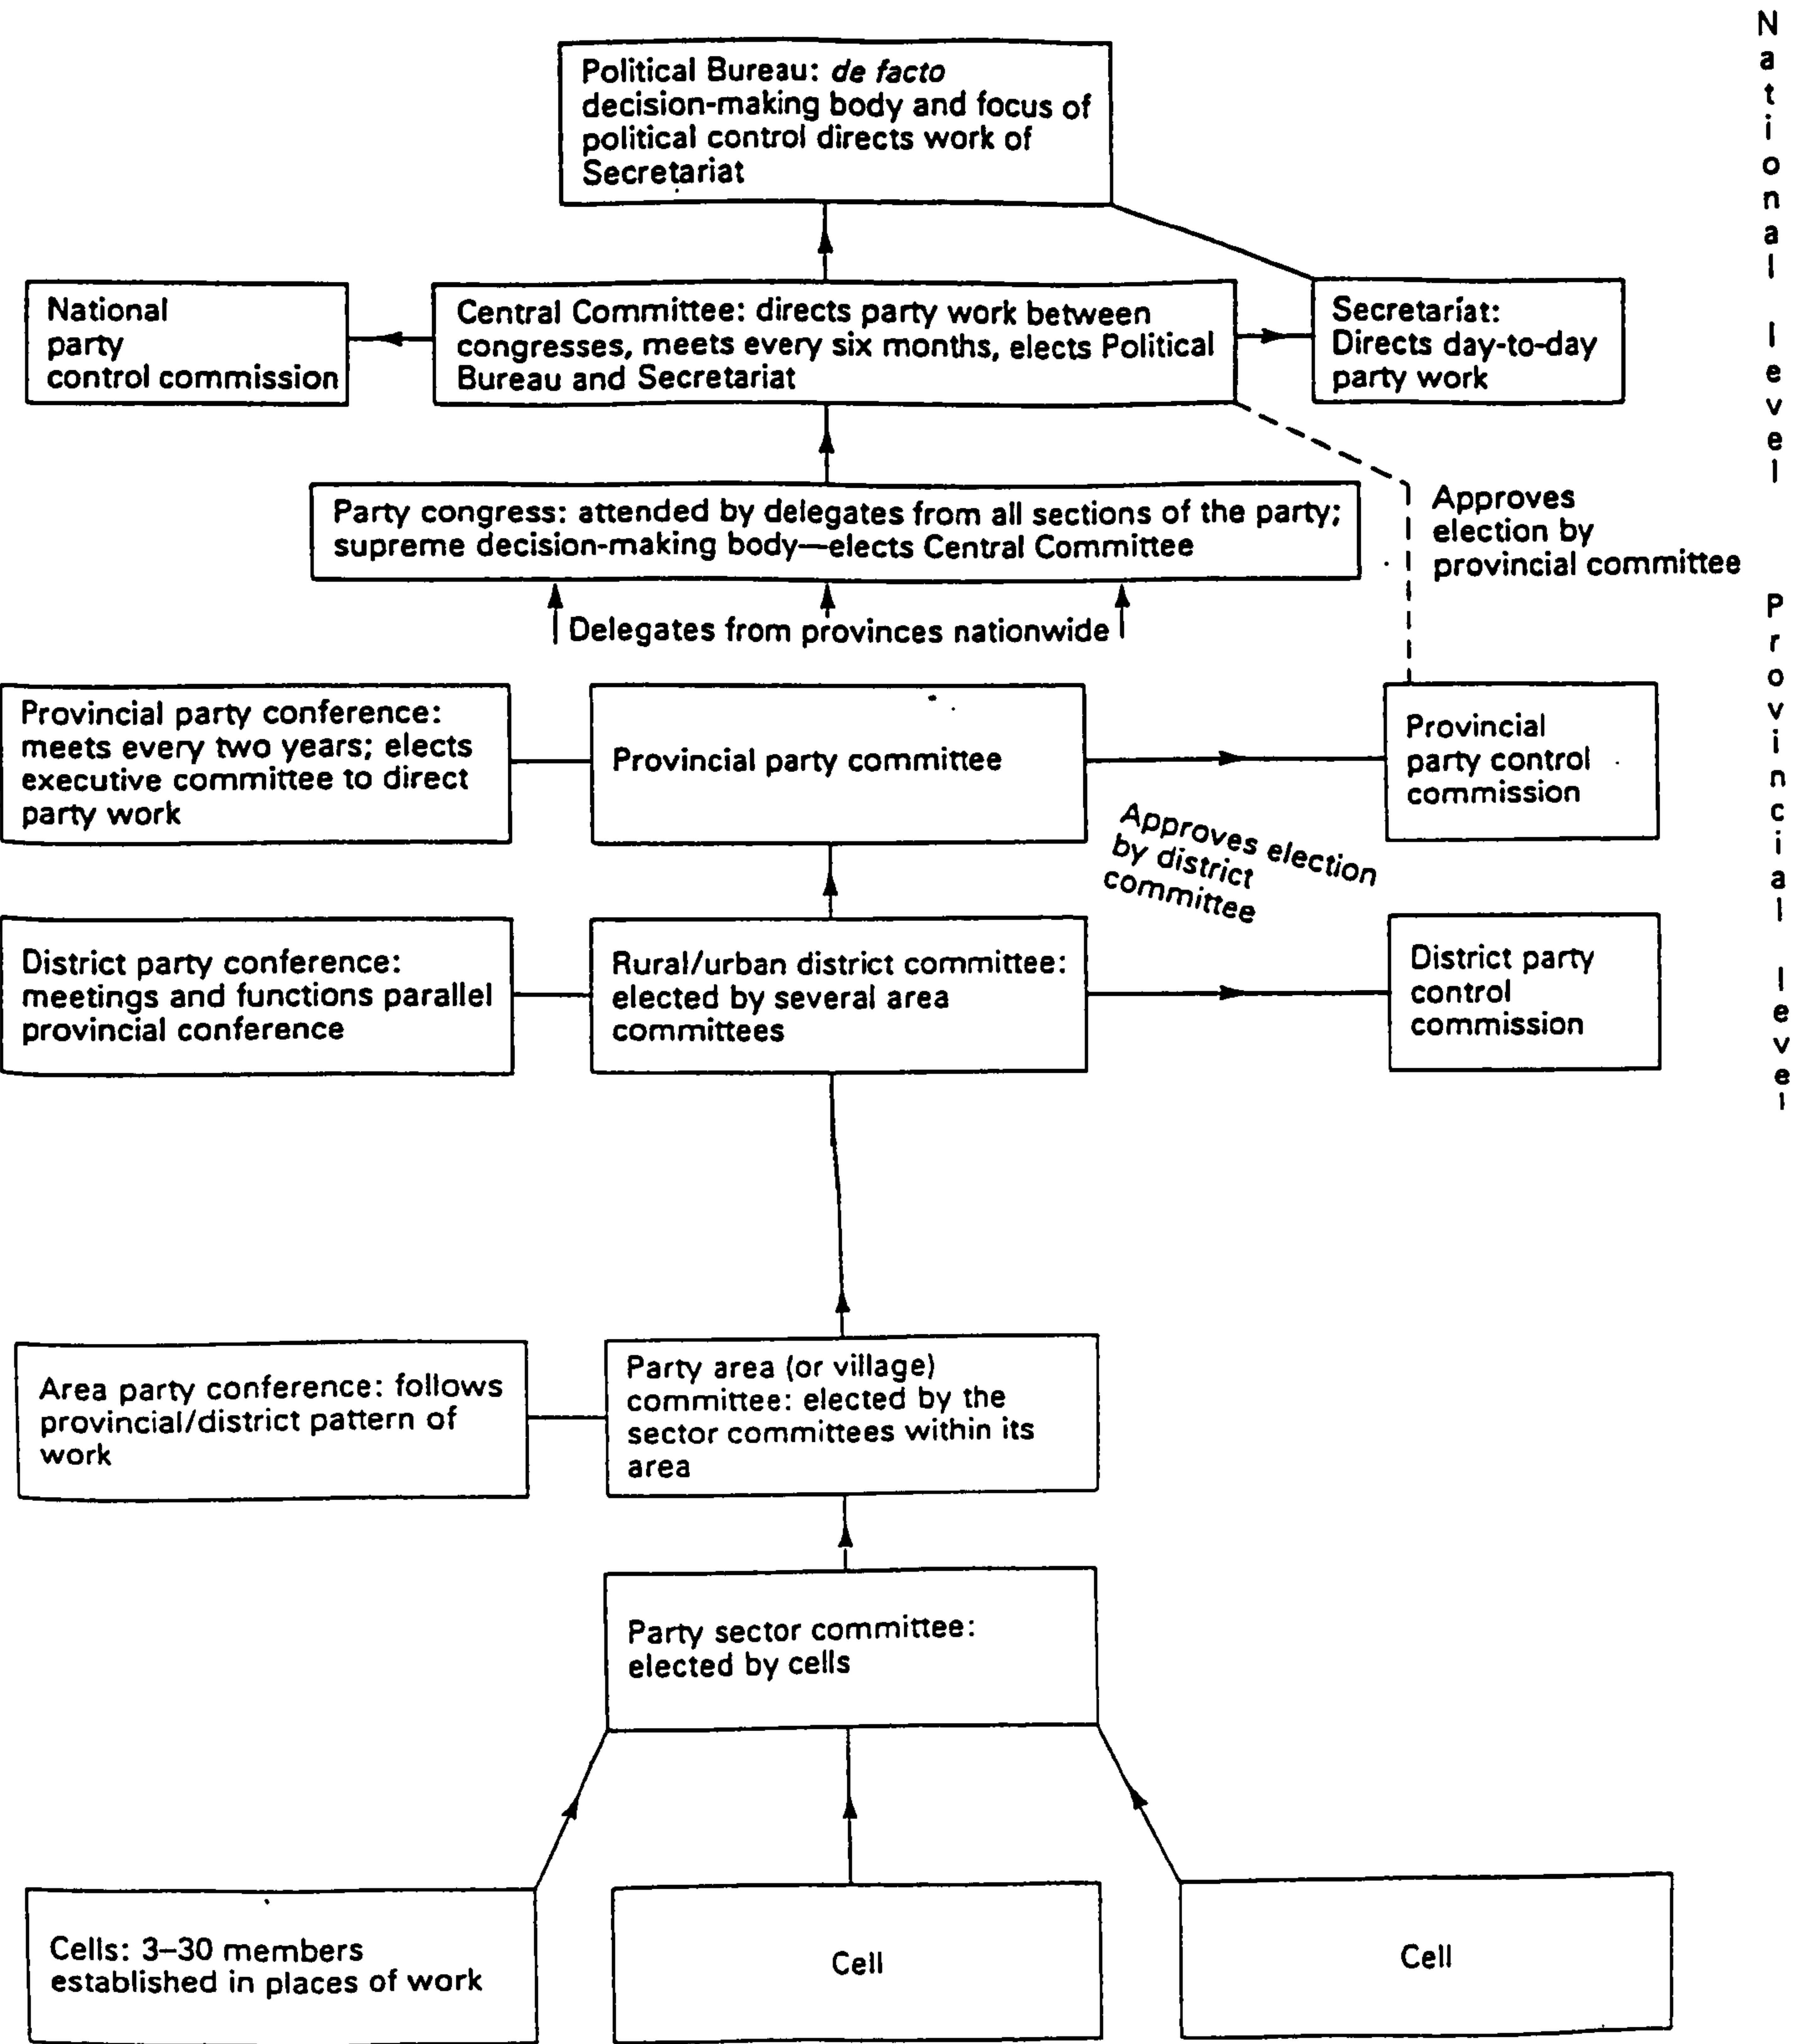 Political Bureau: de facto
decision-making body and focus of
political control directs work of
Secretariat
National
party
control commission
Central Committee: directs party work between
congresses, meets every six months, elects Political
Bureau and Secretariat
Secretariat:
Directs day-to-day
party work
Party congress: attended by delegates from all sections of the party;
supreme decision-making body—elects Central Committee
Approves
election by
provincial committee
Delegates from provinces nationwide
Provincial party conference:
meets every two years; elects
executive committee to direct
party work
Provincial party committee
Provincial
party control
commission
Approves election
by district
committee
District party conference:
meetings and functions parallel
provincial conference
Rural/urban district committee:
elected by several area
committees
District party
control
commission
Area party conference: follows
provincial/district pattern of
work
Party area (or village)
committee: elected by the
sector committees within its
area
Party sector committee:
elected by cells
Cells: 3–30 members
established in places of work
Cell
Cell
National level
Provincial level